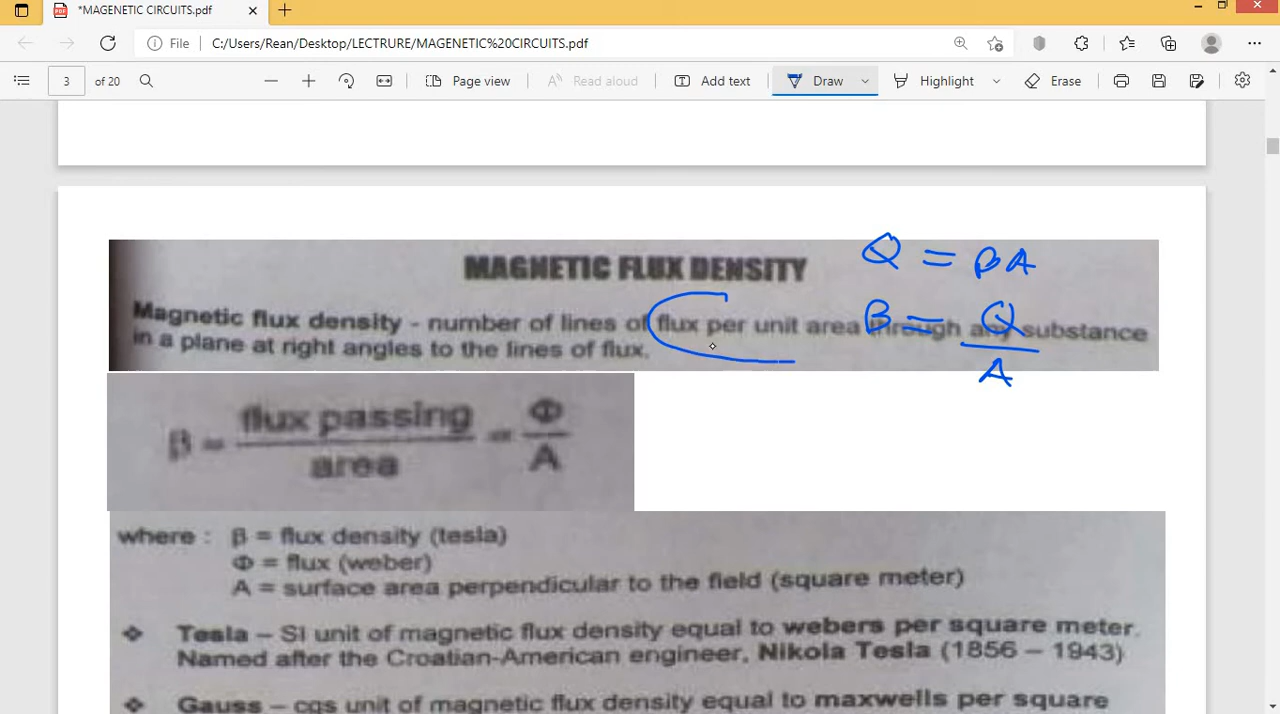 *MAGENETIC CIRCUITS.pdf
File C:/Users/Rean/Desktop/LECTRURE/MAGENETIC%20CIRCUITS.pdf
3 of 20 Page view Read aloud Add text Draw Highlight Erase
MAGNETIC FLUX DENSITY
Q = BA
Magnetic flux density - number of lines of flux per unit area through any substance
in a plane at right angles to the lines of flux.
B = Q
A
β = flux passing = Φ
area A
where : β = flux density (tesla)
Φ = flux (weber)
A = surface area perpendicular to the field (square meter)
❖ Tesla – SI unit of magnetic flux density equal to webers per square meter.
Named after the Croatian-American engineer, Nikola Tesla (1856 – 1943)
❖ Gauss – cgs unit of magnetic flux density equal to maxwells per square